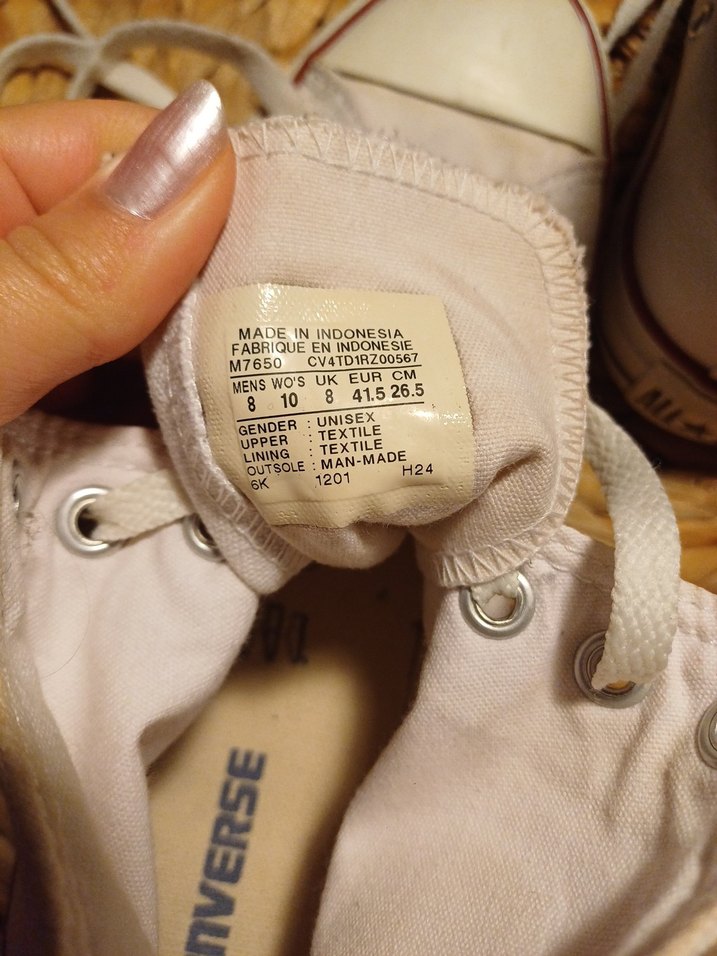 MADE IN INDONESIA
FABRIQUE EN INDONESIE
M7650 CV4TD1RZ00567
MENS WO'S UK EUR CM
8 10 8 41.5 26.5
GENDER : UNISEX
UPPER : TEXTILE
LINING : TEXTILE
OUTSOLE : MAN-MADE
6K 1201 H24
ALL
NVERSE